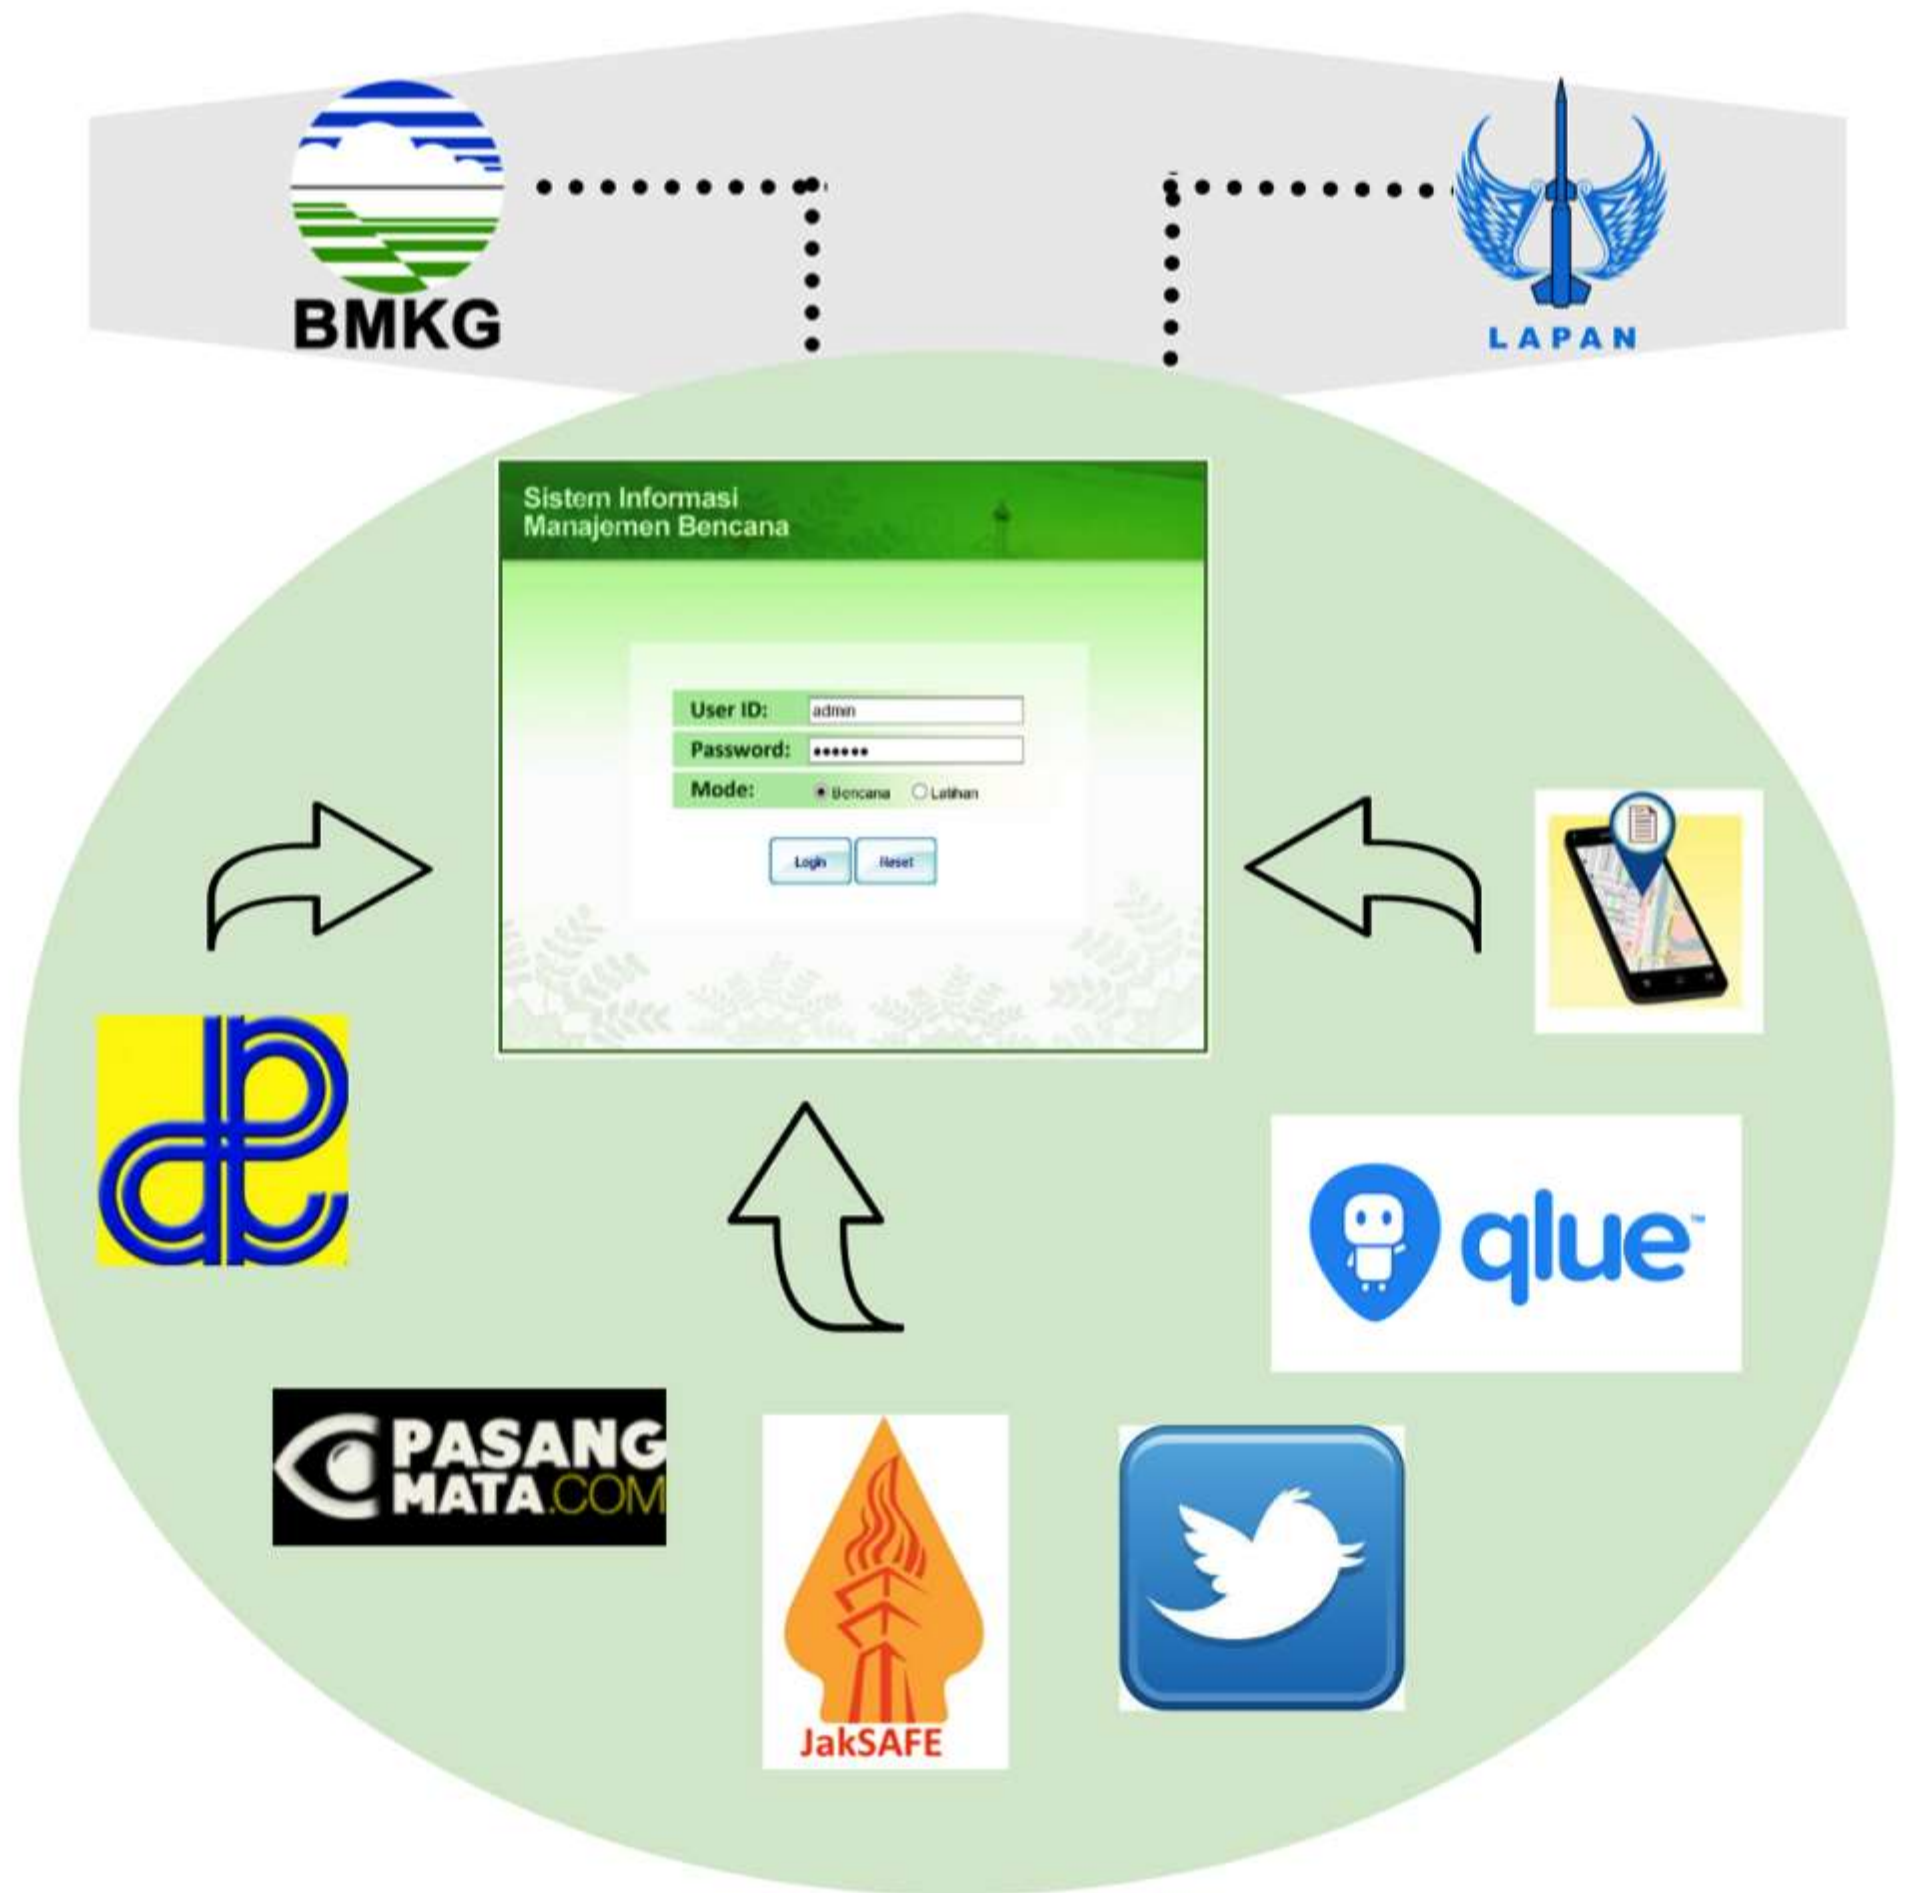 BMKG
LAPAN
Sistem Informasi
Manajemen Bencana
User ID:
admin
Password:
••••••
Mode:
Bencana
Latihan
Login
Reset
qlue™
PASANG
MATA.COM
JakSAFE